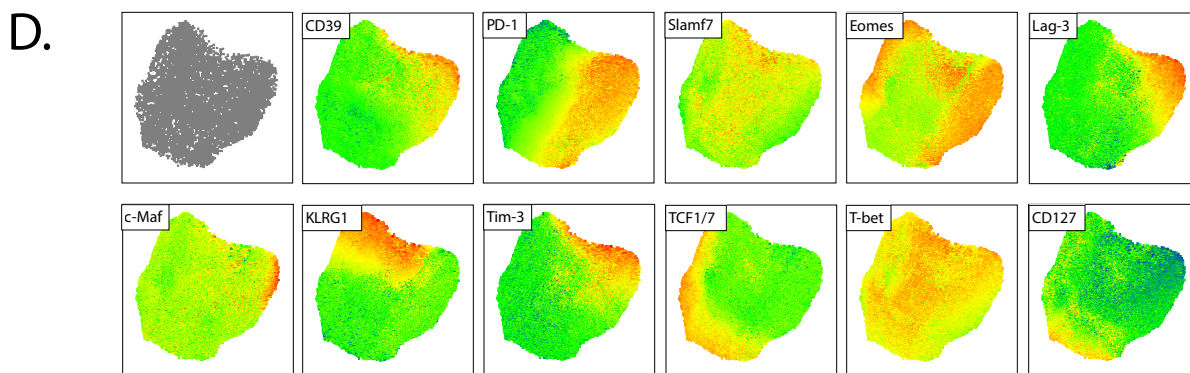 D.
CD39
PD-1
Slamf7
Eomes
Lag-3
c-Maf
KLRG1
Tim-3
TCF1/7
T-bet
CD127